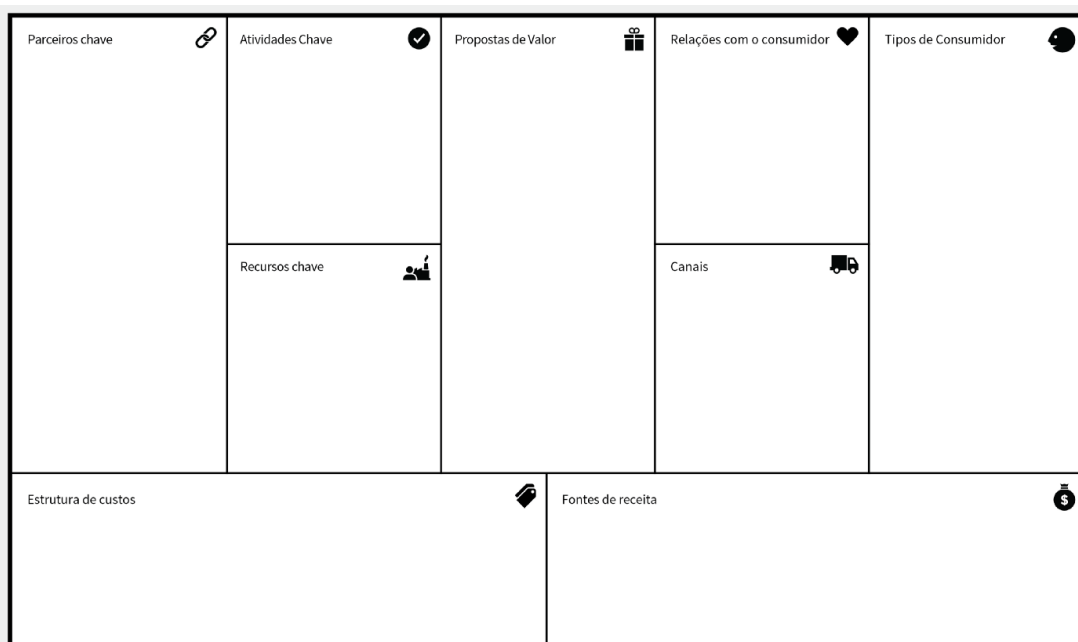 Parceiros chave
Atividades Chave
Propostas de Valor
Relações com o consumidor
Tipos de Consumidor
Recursos chave
Canais
Estrutura de custos
Fontes de receita
$